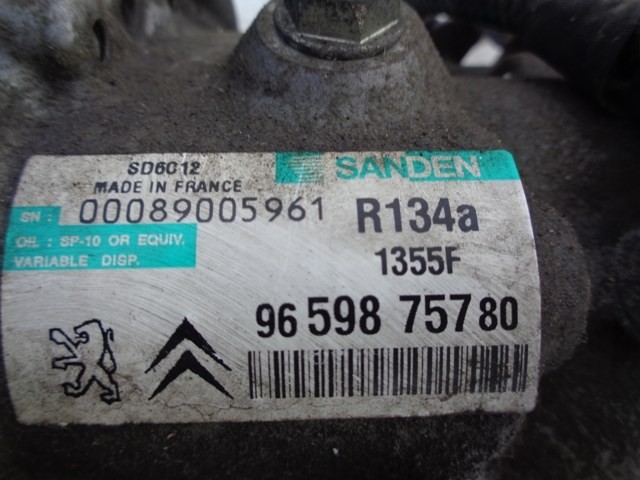 SD6C12
SANDEN
MADE IN FRANCE
SN : 00089005961
R134a
OIL : SP-10 OR EQUIV.
VARIABLE DISP.
1355F
96 598 757 80